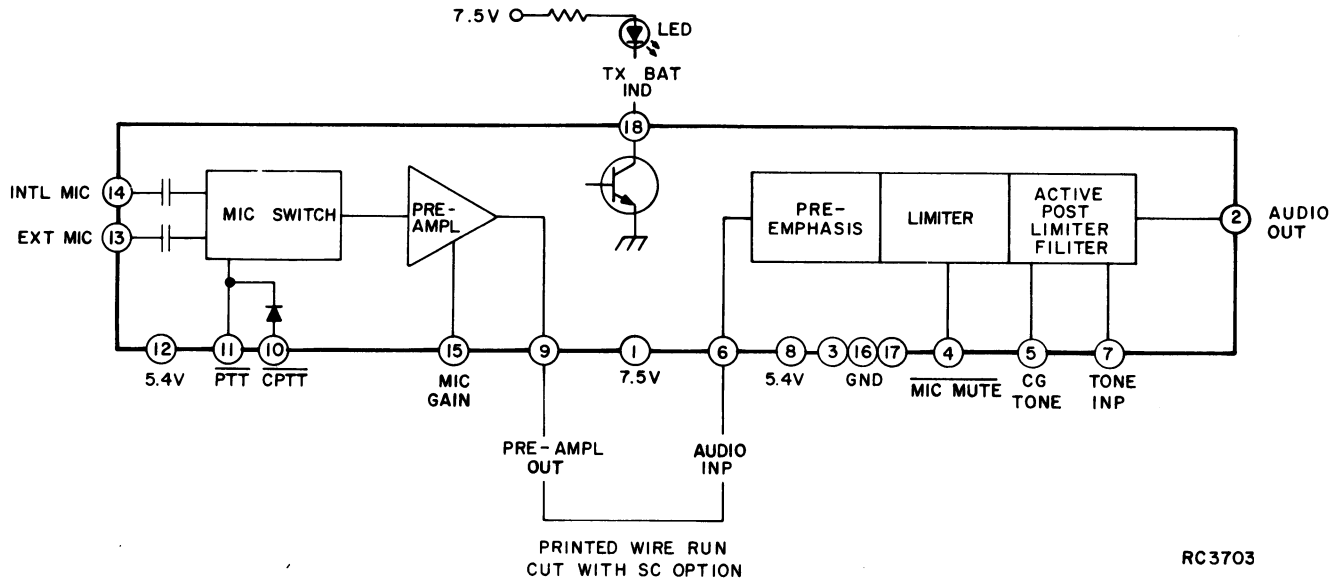 7.5V
LED
TX BAT
IND
18
INTL MIC
14
EXT MIC
13
MIC SWITCH
PRE-
AMPL
PRE-
EMPHASIS
LIMITER
ACTIVE
POST
LIMITER
FILITER
2
AUDIO
OUT
12
11
10
15
9
1
6
8
3
16
17
4
5
7
5.4V
PTT
CPTT
MIC
GAIN
7.5V
5.4V
GND
MIC MUTE
CG
TONE
TONE
INP
PRE-AMPL
OUT
AUDIO
INP
PRINTED WIRE RUN
CUT WITH SC OPTION
RC3703